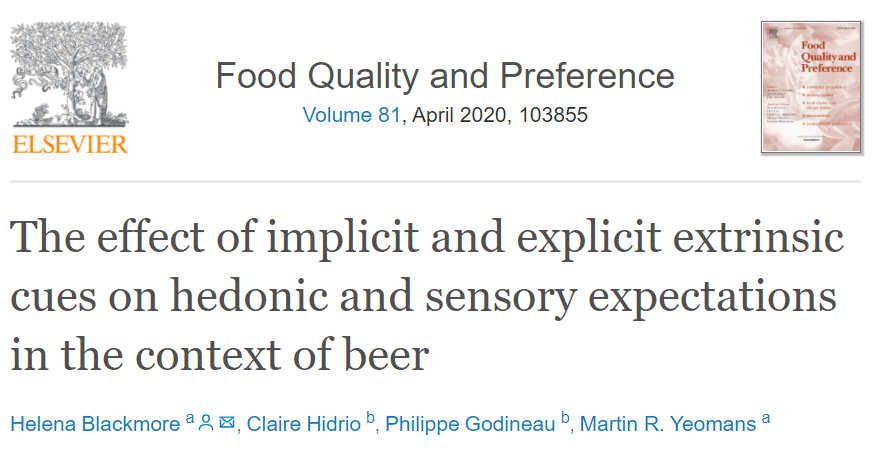 ELSEVIER
Food Quality and Preference
Volume 81, April 2020, 103855
Food
Quality and
Preference
The effect of implicit and explicit extrinsic
cues on hedonic and sensory expectations
in the context of beer
Helena Blackmore a, Claire Hidrio b, Philippe Godineau b, Martin R. Yeomans a